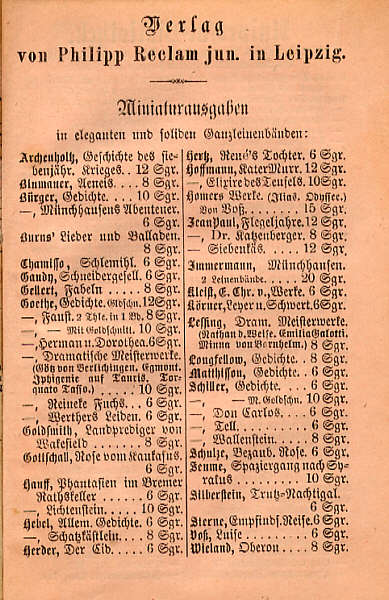 Verlag
von Philipp Reclam jun. in Leipzig.
Miniaturausgaben
in eleganten und soliden Ganzleinenbänden:
Archenholtz, Geschichte des sie-
benjähr. Krieges. . 12 Sgr.
Blumauer, Aeneis. . . 8 Sgr.
Bürger, Gedichte. . . 10 Sgr.
—, Münchhausens Abenteuer.
6 Sgr.
Burns' Lieder und Balladen.
8 Sgr.
Chamisso, Schlemihl. 6 Sgr.
Gaudy, Schneidergesell. 6 Sgr.
Gellert, Fabeln . . . . 8 Sgr.
Goethe, Gedichte. Gldschn. 12 Sgr.
—, Faust. 2 Thle. in 1 Bb. 8 Sgr.
—, — Mit Goldschnitt. 10 Sgr.
—, Herman u. Dorothea. 6 Sgr.
—, Dramatische Meisterwerke.
(Götz von Berlichingen. Egmont.
Iphigenie auf Tauris. Tor-
quato Tasso.) . . . . 10 Sgr.
—, Reineke Fuchs. . . 6 Sgr.
—, Werthers Leiden. 6 Sgr.
Goldsmith, Landprediger von
Wakefield . . . . . . 8 Sgr.
Gottschall, Rose vom Kaukasus.
6 Sgr.
Hauff, Phantasien im Bremer
Rathskeller . . . . . 6 Sgr.
—, Lichtenstein. . . . 10 Sgr.
Hebel, Allem. Gedichte. 6 Sgr.
—, Schatzkästlein. . . 8 Sgr.
Herder, Der Cid. . . . 6 Sgr.
Hertz, René's Tochter. 6 Sgr.
Hoffmann, Kater Murr. 12 Sgr.
—, Elixire des Teufels. 10 Sgr.
Homers Werke. (Ilias. Odyssee.)
Von Voß. . . . . . . 15 Sgr.
Jean Paul, Flegeljahre. 12 Sgr.
—, Dr. Katzenberger. 8 Sgr.
— Siebenkäs. . . . . 12 Sgr.
Immermann, Münchhausen.
2 Leinenbände. . . . . 20 Sgr.
Kleist, E. Chr. v., Werke. 6 Sgr.
Körner, Leyer u. Schwert. 6 Sgr.
Lessing, Dram. Meisterwerke.
(Nathan d. Weise. Emilia Galotti.
Minna von Barnhelm.) 8 Sgr.
Longfellow, Gedichte. . 8 Sgr.
Matthisson, Gedichte. 6 Sgr.
Schiller, Gedichte. . . . 6 Sgr.
—, — M. Goldschn. 10 Sgr.
—, Don Carlos. . . . 6 Sgr.
—, Tell. . . . . . . . 6 Sgr.
—, Wallenstein. . . . 8 Sgr.
Schulze, Bezaub. Rose. 6 Sgr.
Seume, Spaziergang nach Sy-
rakus . . . . . . . . 10 Sgr.
Silberstein, Trutz-Nachtigal.
6 Sgr.
Sterne, Empfinds. Reise. 6 Sgr.
Voß, Luise . . . . . . 6 Sgr.
Wieland, Oberon . . . 8 Sgr.